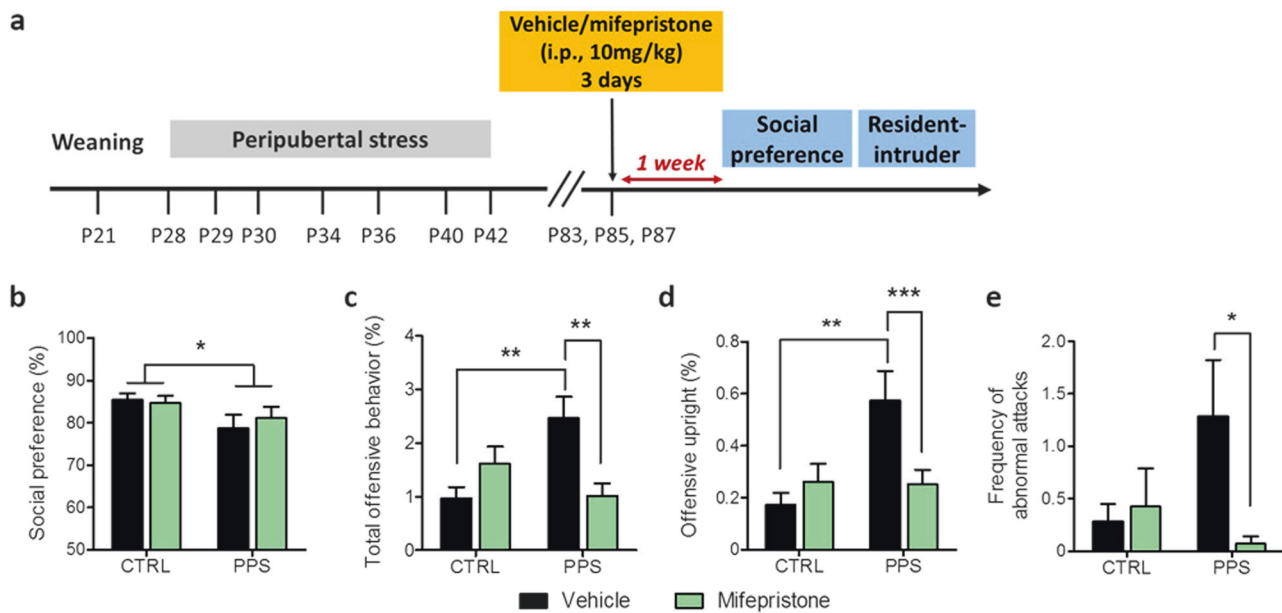 a
Vehicle/mifepristone
(i.p., 10mg/kg)
3 days
Weaning
Peripubertal stress
1 week
Social
preference
Resident-
intruder
P21
P28
P29
P30
P34
P36
P40
P42
P83, P85, P87
b
Social preference (%)
100
90
80
70
60
50
*
CTRL
PPS
c
Total offensive behavior (%)
4
3
2
1
0
**
**
CTRL
PPS
d
Offensive upright (%)
0.8
0.6
0.4
0.2
0.0
**
***
CTRL
PPS
e
Frequency of
abnormal attacks
2.0
1.5
1.0
0.5
0.0
*
CTRL
PPS
Vehicle
Mifepristone